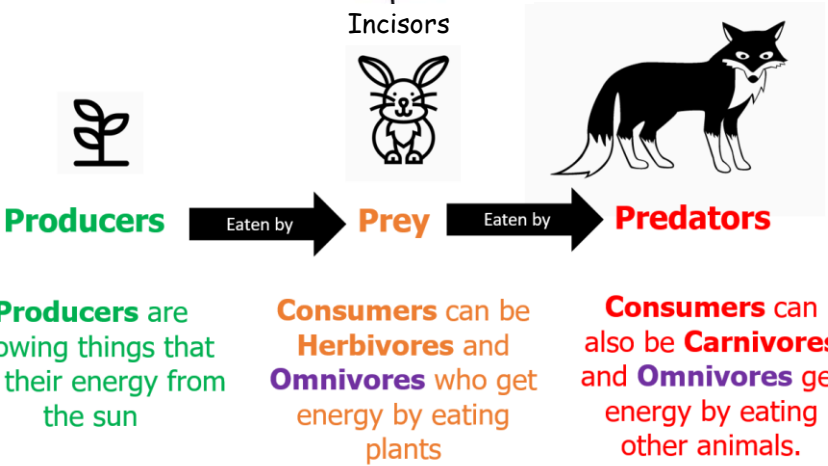 Incisors
Producers
Eaten by
Prey
Eaten by
Predators
Producers are
owing things that
their energy from
the sun
Consumers can be
Herbivores and
Omnivores who get
energy by eating
plants
Consumers can
also be Carnivores
and Omnivores ge
energy by eating
other animals.